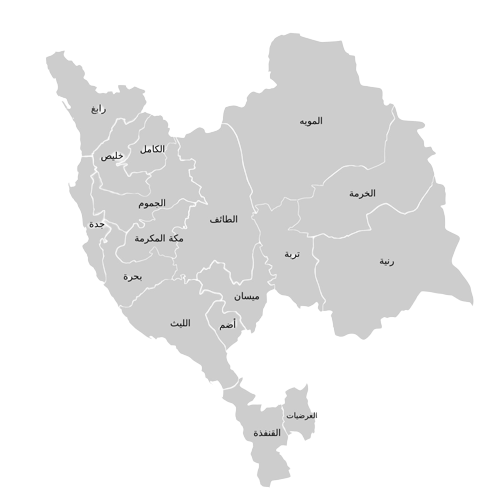 رابغ
المويه
الكامل
خليص
الخرمة
الجموم
الطائف
جدة
مكة المكرمة
تربة
رنية
بحرة
ميسان
الليث
أضم
العرضيات
القنفذة